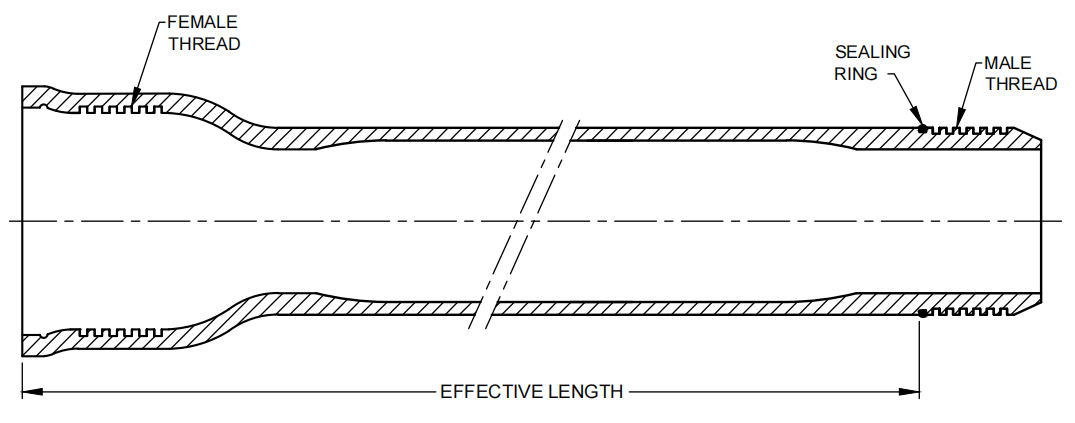 FEMALE
THREAD
SEALING
RING
MALE
THREAD
EFFECTIVE LENGTH